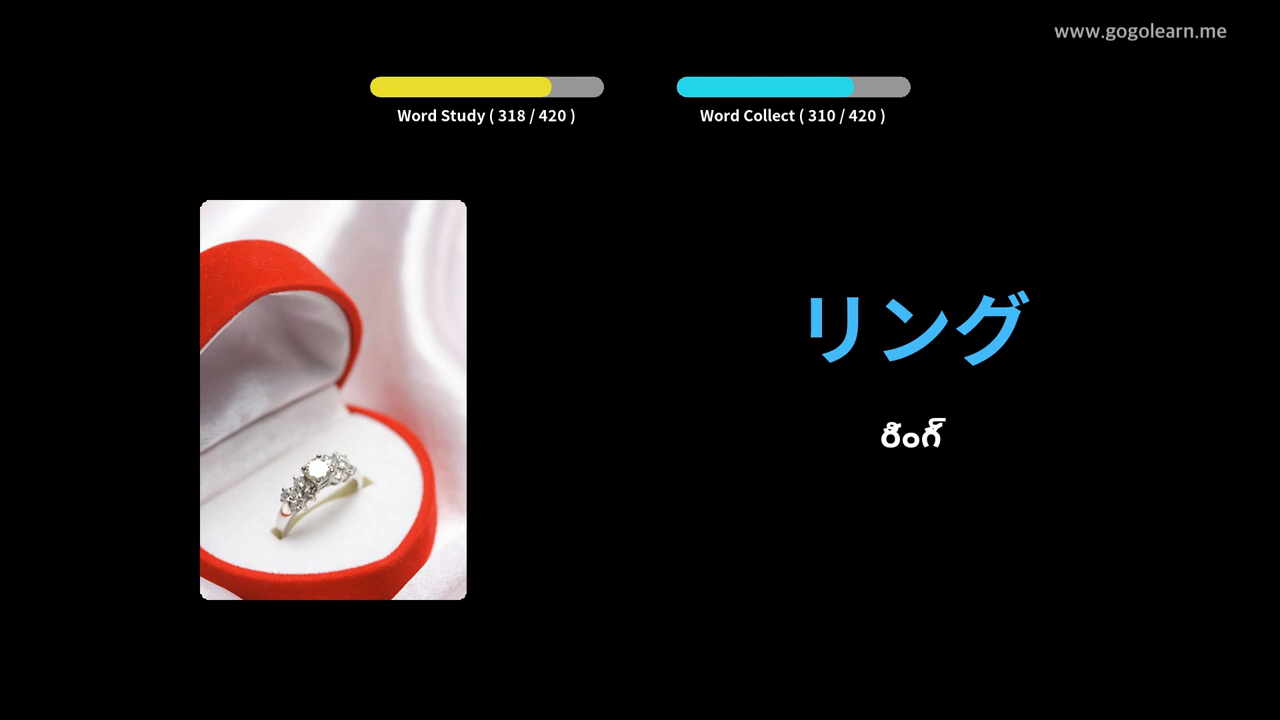 www.gogolearn.me
Word Study ( 318 / 420 )
Word Collect ( 310 / 420 )
リング
రింగ్